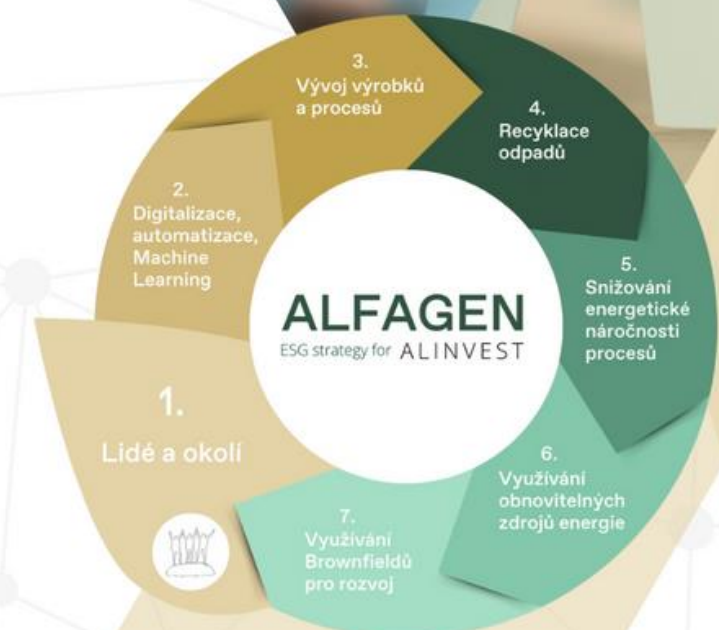 ALFAGEN
ESG strategy for ALINVEST
1.
Lidé a okolí
2.
Digitalizace,
automatizace,
Machine
Learning
3.
Vývoj výrobků
a procesů
4.
Recyklace
odpadů
5.
Snižování
energetické
náročnosti
procesů
6.
Využívání
obnovitelných
zdrojů energie
7.
Využívání
Brownfieldů
pro rozvoj